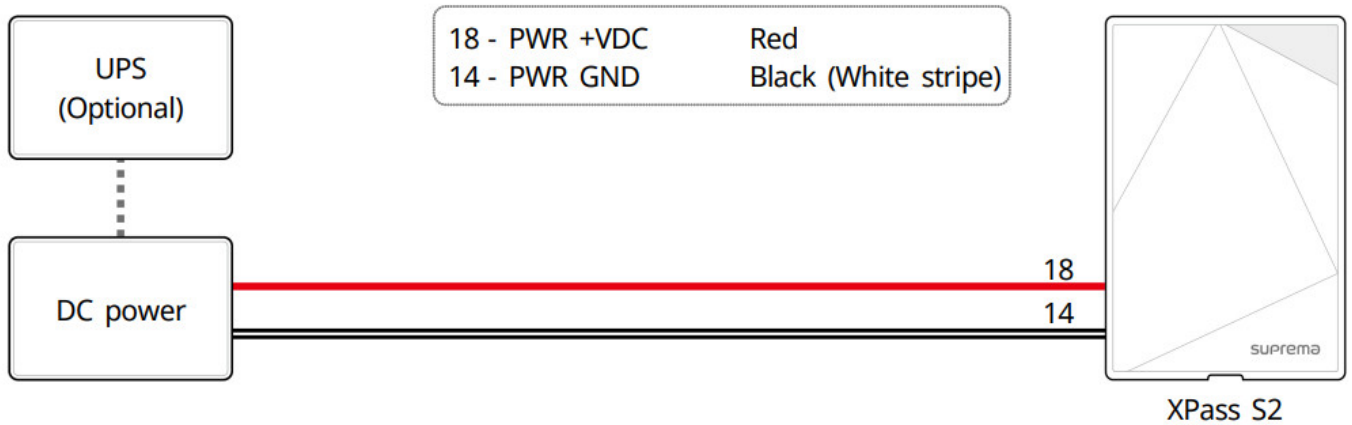 18 - PWR +VDC Red
14 - PWR GND Black (White stripe)
UPS
(Optional)
DC power
18
14
suprema
XPass S2